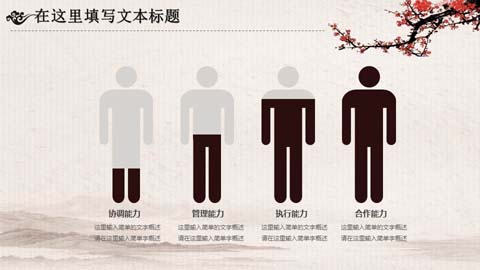 在这里填写文本标题
协调能力
这里输入简单的文字概述
请在这里输入简单字概述
管理能力
这里输入简单的文字概述
请在这里输入简单字概述
执行能力
这里输入简单的文字概述
请在这里输入简单字概述
合作能力
这里输入简单的文字概述
请在这里输入简单字概述